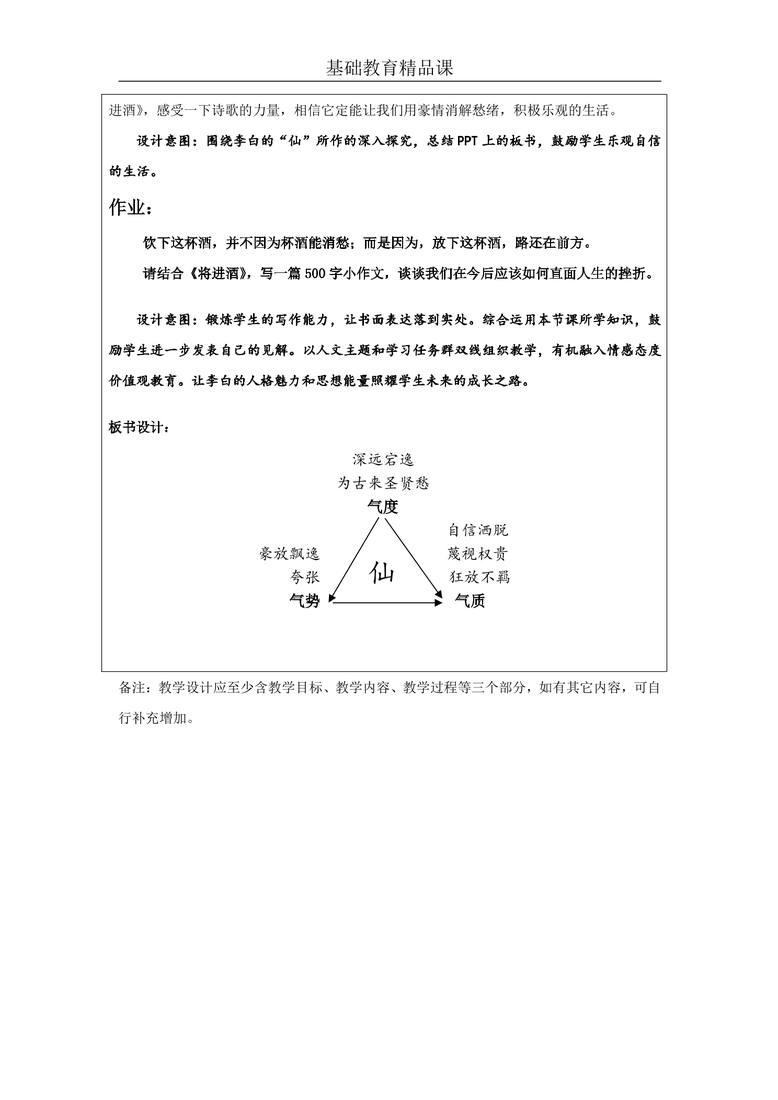 基础教育精品课
进酒》，感受一下诗歌的力量，相信它定能让我们用豪情消解愁绪，积极乐观的生活。
设计意图：围绕李白的“仙”所作的深入探究，总结 PPT 上的板书，鼓励学生乐观自信
的生活。
作业：
饮下这杯酒，并不因为杯酒能消愁；而是因为，放下这杯酒，路还在前方。
请结合《将进酒》，写一篇 500 字小作文，谈谈我们在今后应该如何直面人生的挫折。
设计意图：锻炼学生的写作能力，让书面表达落到实处。综合运用本节课所学知识，鼓
励学生进一步发表自己的见解。以人文主题和学习任务群双线组织教学，有机融入情感态度
价值观教育。让李白的人格魅力和思想能量照耀学生未来的成长之路。
板书设计：
深远宕逸
为古来圣贤愁
气度
自信洒脱
豪放飘逸
蔑视权贵
夸张
仙
狂放不羁
气势
气质
备注：教学设计应至少含教学目标、教学内容、教学过程等三个部分，如有其它内容，可自
行补充增加。